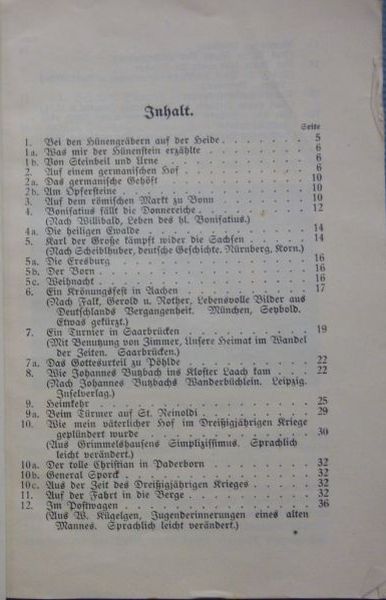 Inhalt.
Seite
1. Bei den Hünengräbern auf der Heide . . . . . . . 5
1a. Was mir der Hünenstein erzählte . . . . . . . . 6
1b. Von Steinbeil und Urne . . . . . . . . . . . 6
2. Auf einem germanischen Hof . . . . . . . . . . 6
2a. Das germanische Gehöft . . . . . . . . . . . 10
2b. Am Opfersteine . . . . . . . . . . . . . 10
3. Auf dem römischen Markt zu Bonn . . . . . . . . 10
4. Bonifatius fällt die Donnereiche . . . . . . . . . 12
(Nach Willibald, Leben des hl. Bonifatius.)
4a. Die heiligen Ewalde . . . . . . . . . . . . 14
5. Karl der Große kämpft wider die Sachsen . . . . . . 14
(Nach Scheiblhuber, deutsche Geschichte. Nürnberg, Korn.)
5a. Die Eresburg . . . . . . . . . . . . . . 16
5b. Der Born . . . . . . . . . . . . . . . 16
5c. Weihnacht . . . . . . . . . . . . . . . 16
6. Ein Krönungsfest in Aachen . . . . . . . . . . 17
(Nach Falk, Gerold u. Rother, Lebensvolle Bilder aus
Deutschlands Vergangenheit. München, Seybold.
Etwas gekürzt.)
7. Ein Turnier in Saarbrücken . . . . . . . . . . 19
(Mit Benutzung von Zimmer, Unsere Heimat im Wandel
der Zeiten. Saarbrücken.)
7a. Das Gottesurteil zu Pöhlde . . . . . . . . . . 22
8. Wie Johannes Butzbach ins Kloster Laach kam . . . . 22
(Nach Johannes Butzbachs Wanderbüchlein. Leipzig.
Inselverlag.)
9. Heimkehr . . . . . . . . . . . . . . . 25
9a. Beim Türmer auf St. Reinoldi . . . . . . . . . 29
10. Wie mein väterlicher Hof im Dreißigjährigen Kriege
geplündert wurde . . . . . . . . . . . . 30
(Aus Grimmelshausens Simplizissimus. Sprachlich
leicht verändert.)
10a. Der tolle Christian in Paderborn . . . . . . . . 32
10b. General Sporck . . . . . . . . . . . . . 32
10c. Aus der Zeit des Dreißigjährigen Krieges . . . . . . 32
11. Auf der Fahrt in die Berge . . . . . . . . . . 32
12. Im Postwagen . . . . . . . . . . . . . . 36
(Aus W. Kügelgen, Jugenderinnerungen eines alten
Mannes. Sprachlich leicht verändert.)